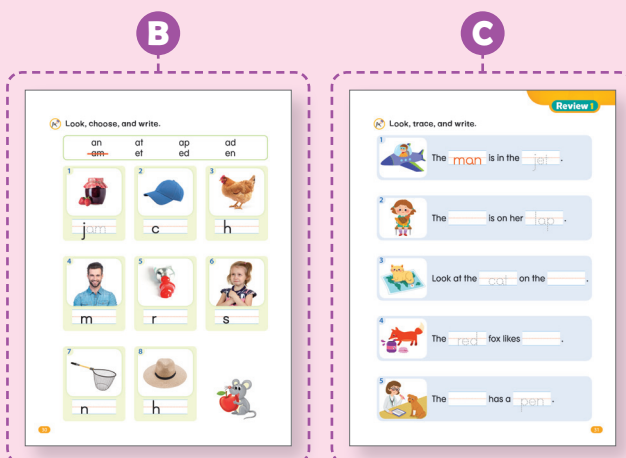 B
Look, choose, and write.
an at ap ad
am et ed en
1 2 3
jam c h
4 5 6
m r s
7 8
n h
C
Review 1
Look, trace, and write.
1
The man is in the jet.
2
The is on her lap.
3
Look at the cat on the .
4
The red fox likes .
5
The has a pen.